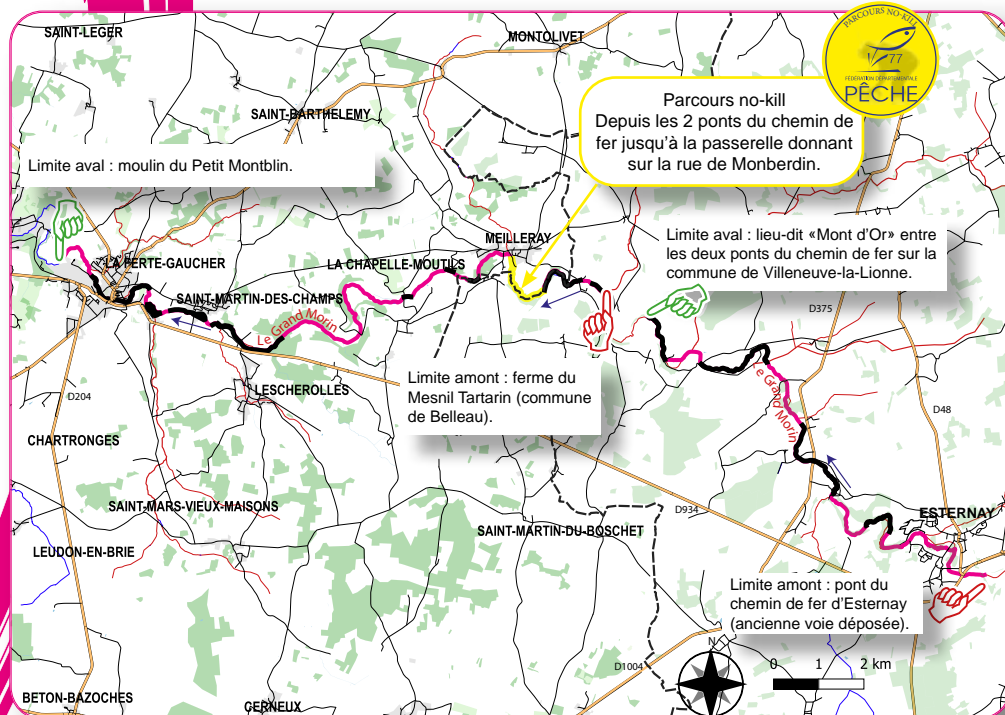 PARCOURS NO-KILL
77
FÉDÉRATION DÉPARTEMENTALE
PÊCHE
SAINT-LEGER
MONTOLIVET
SAINT-BARTHELEMY
Parcours no-kill
Depuis les 2 ponts du chemin de
fer jusqu'à la passerelle donnant
sur la rue de Monberdin.
Limite aval : moulin du Petit Montblin.
MEILLERAY
Limite aval : lieu-dit «Mont d'Or» entre
les deux ponts du chemin de fer sur la
commune de Villeneuve-la-Lionne.
LA FERTE-GAUCHER
LA CHAPELLE-MOUTILS
SAINT-MARTIN-DES-CHAMPS
Le Grand Morin
D375
LESCHEROLLES
Limite amont : ferme du
Mesnil Tartarin (commune
de Belleau).
Le Grand Morin
D204
D48
CHARTRONGES
SAINT-MARS-VIEUX-MAISONS
D934
ESTERNAY
SAINT-MARTIN-DU-BOSCHET
LEUDON-EN-BRIE
Limite amont : pont du
chemin de fer d'Esternay
(ancienne voie déposée).
N
D1004
0 1 2 km
BETON-BAZOCHES
CERNEUX